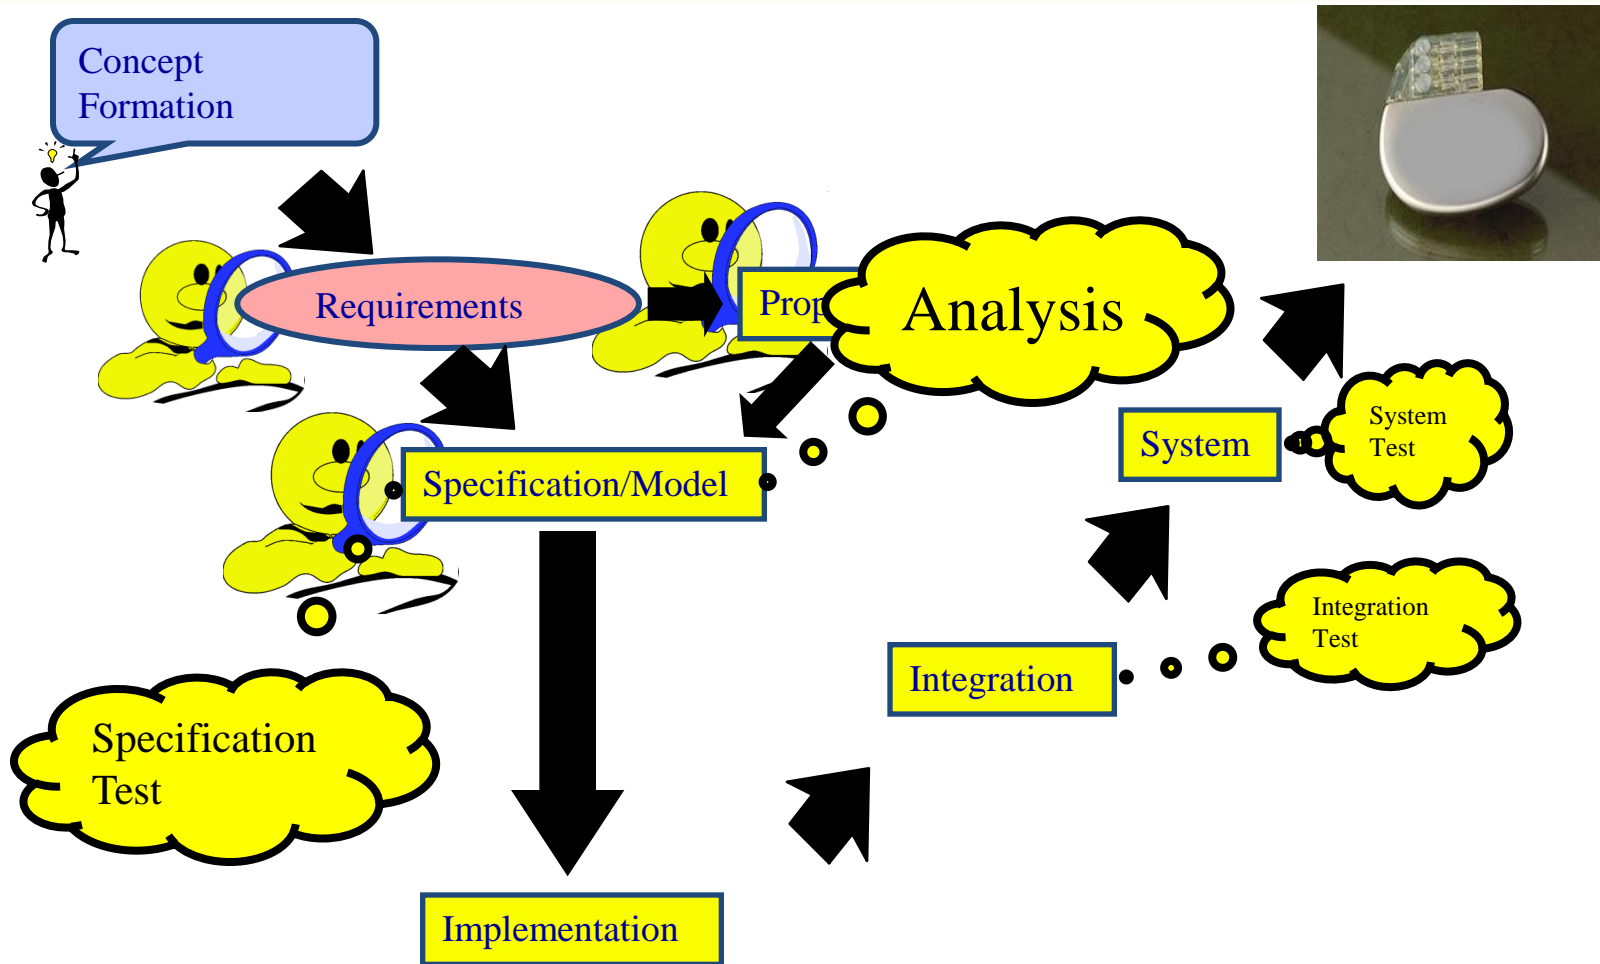 Concept
Formation
Requirements
Prop
Analysis
Specification/Model
System
System
Test
Integration
Test
Integration
Specification
Test
Implementation